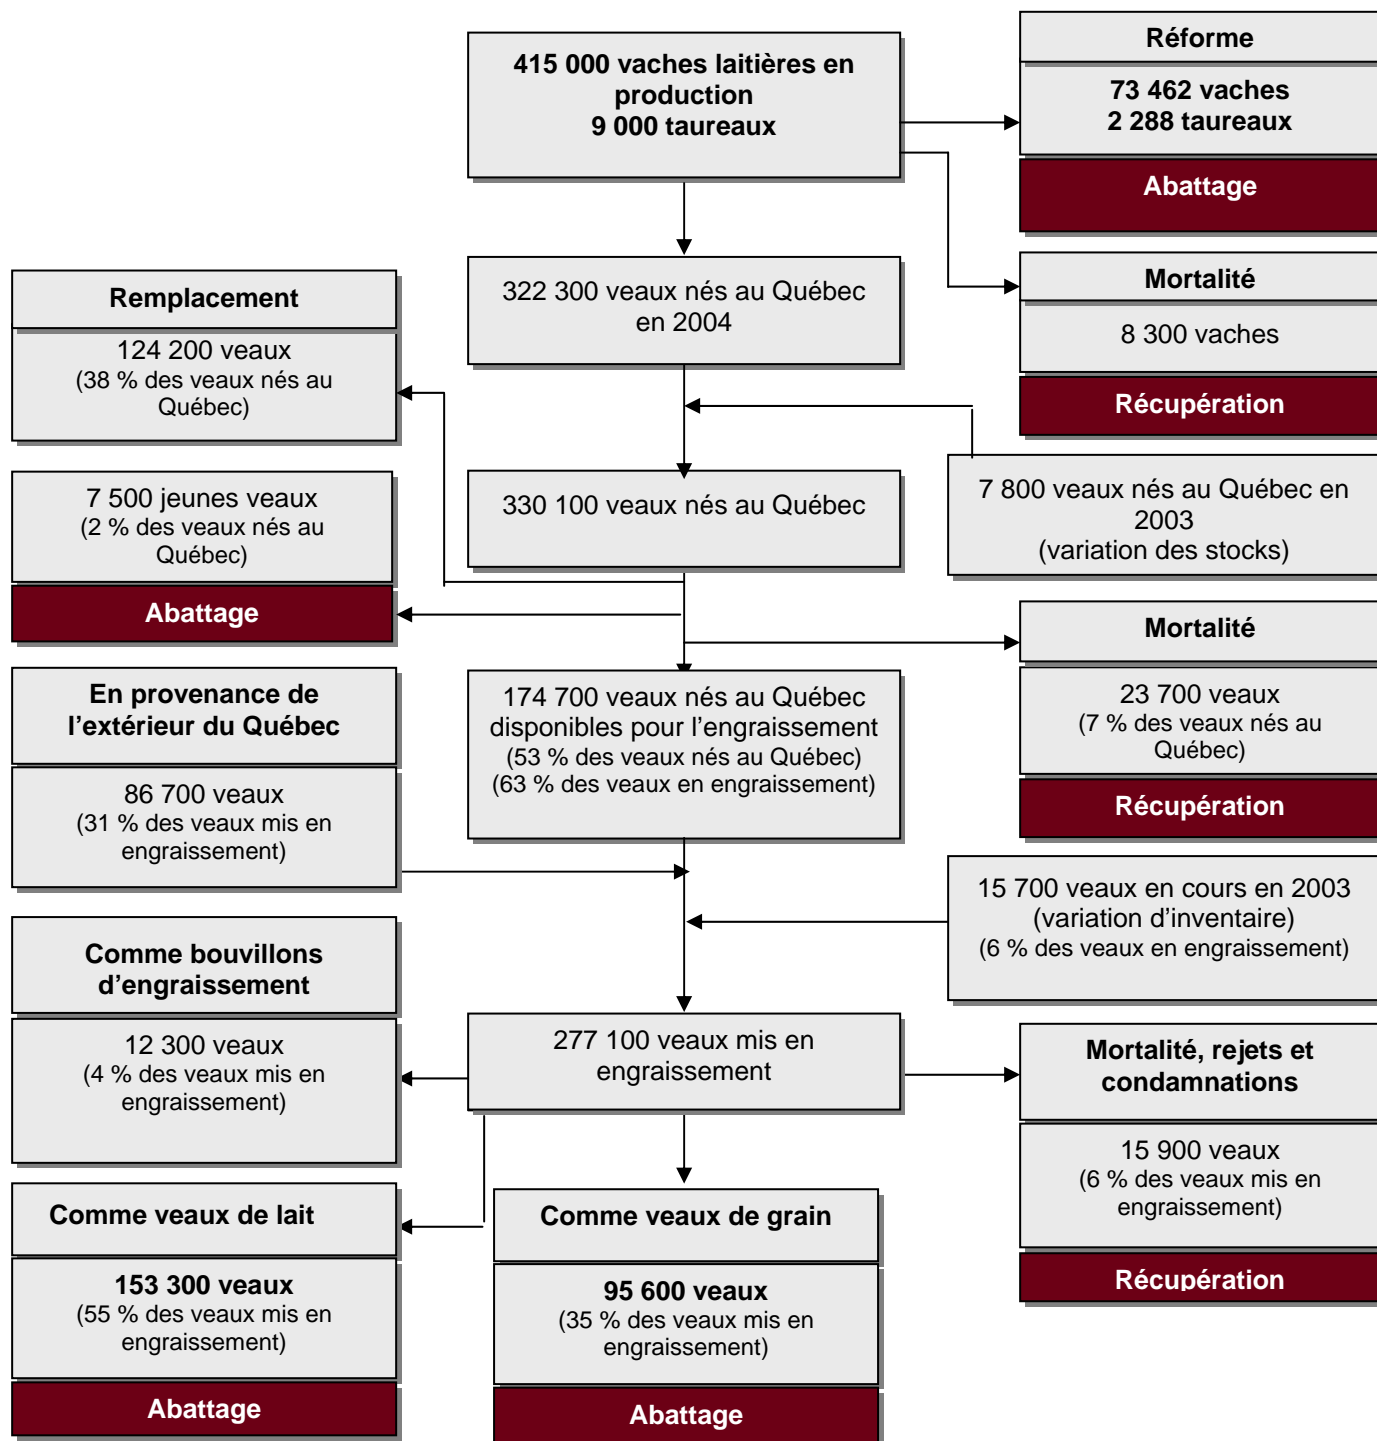 415 000 vaches laitières en
production
9 000 taureaux
Réforme
73 462 vaches
2 288 taureaux
Abattage
322 300 veaux nés au Québec
en 2004
Mortalité
8 300 vaches
Récupération
Remplacement
124 200 veaux
(38 % des veaux nés au
Québec)
330 100 veaux nés au Québec
7 800 veaux nés au Québec en
2003
(variation des stocks)
7 500 jeunes veaux
(2 % des veaux nés au
Québec)
Abattage
Mortalité
23 700 veaux
(7 % des veaux nés au
Québec)
Récupération
En provenance de
l’extérieur du Québec
86 700 veaux
(31 % des veaux mis en
engraissement)
174 700 veaux nés au Québec
disponibles pour l’engraissement
(53 % des veaux nés au Québec)
(63 % des veaux en engraissement)
15 700 veaux en cours en 2003
(variation d’inventaire)
(6 % des veaux en engraissement)
Comme bouvillons
d’engraissement
12 300 veaux
(4 % des veaux mis en
engraissement)
277 100 veaux mis en
engraissement
Mortalité, rejets et
condamnations
15 900 veaux
(6 % des veaux mis en
engraissement)
Récupération
Comme veaux de lait
153 300 veaux
(55 % des veaux mis en
engraissement)
Abattage
Comme veaux de grain
95 600 veaux
(35 % des veaux mis en
engraissement)
Abattage